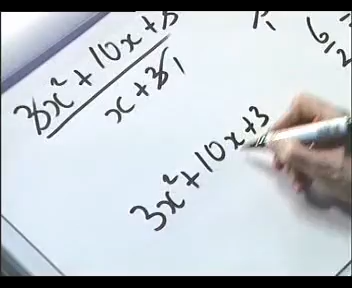 3x² + 10x + 3
x + 3 1
3x² + 10x + 3